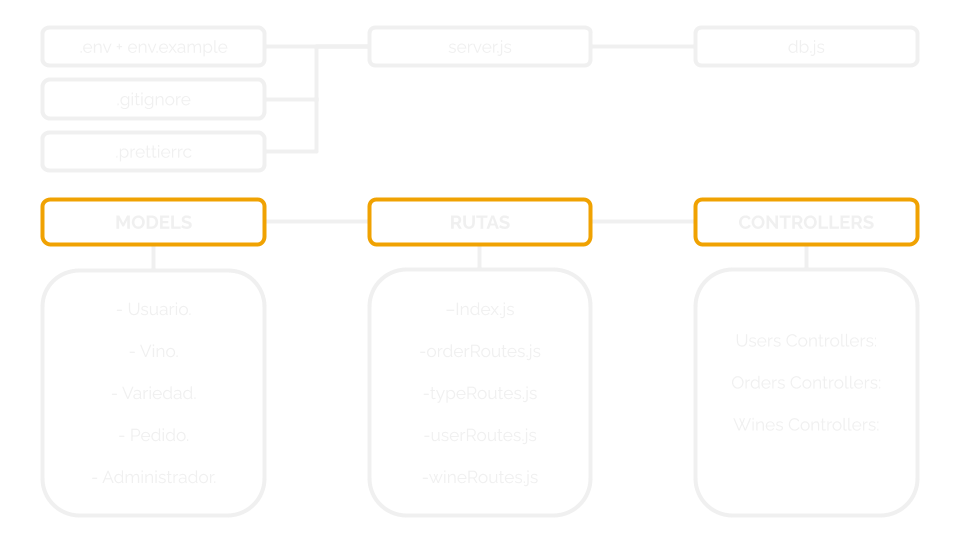 .env + env.example
server.js
db.js
.gitignore
.prettierrc
MODELS
RUTAS
CONTROLLERS
- Usuario.
- Vino.
- Variedad.
- Pedido.
- Administrador.
-Index.js
-orderRoutes.js
-typeRoutes.js
-userRoutes.js
-wineRoutes.js
Users Controllers:
Orders Controllers:
Wines Controllers: